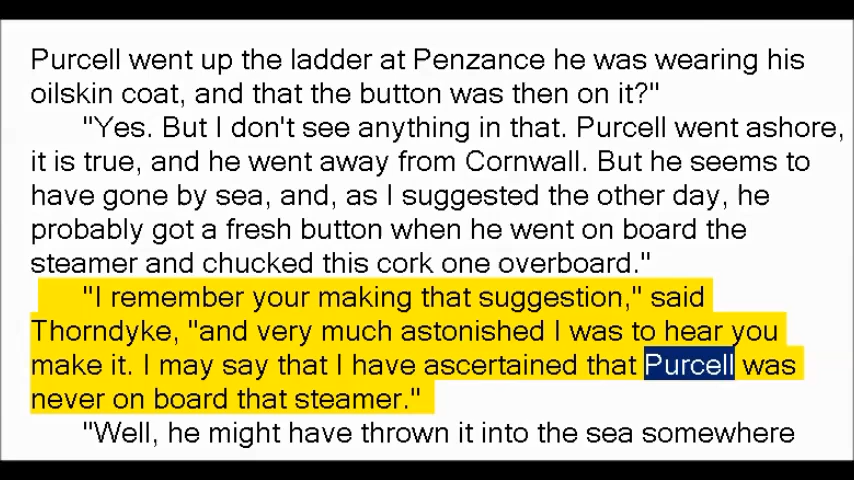 Purcell went up the ladder at Penzance he was wearing his
oilskin coat, and that the button was then on it?"
"Yes. But I don't see anything in that. Purcell went ashore,
it is true, and he went away from Cornwall. But he seems to
have gone by sea, and, as I suggested the other day, he
probably got a fresh button when he went on board the
steamer and chucked this cork one overboard."
"I remember your making that suggestion," said
Thorndyke, "and very much astonished I was to hear you
make it. I may say that I have ascertained that Purcell was
never on board that steamer."
"Well, he might have thrown it into the sea somewhere